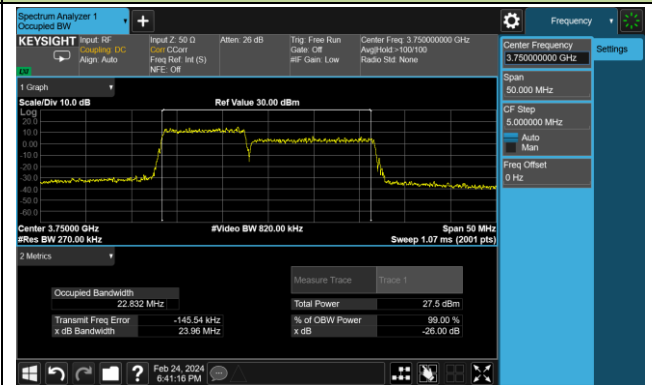 Spectrum Analyzer 1
Occupied BW
Frequency
KEYSIGHT
Input: RF
Coupling: DC
Align: Auto
Input Z: 50 Ω
Corr CCorr
Freq Ref: Int (S)
NFE: Off
Atten: 26 dB
Trig: Free Run
Gate: Off
#IF Gain: Low
Center Freq: 3.750000000 GHz
Avg|Hold:>100/100
Radio Std: None
Center Frequency
3.750000000 GHz
Settings
Span
50.000 MHz
CF Step
5.000000 MHz
Auto
Man
Freq Offset
0 Hz
1 Graph
Scale/Div 10.0 dB
Ref Value 30.00 dBm
Log
20.0
10.0
0.00
-10.0
-20.0
-30.0
-40.0
-50.0
-60.0
Center 3.75000 GHz
#Video BW 820.00 kHz
Span 50 MHz
#Res BW 270.00 kHz
Sweep 1.07 ms (2001 pts)
2 Metrics
Measure Trace
Trace 1
Occupied Bandwidth
22.832 MHz
Total Power
27.5 dBm
Transmit Freq Error
-145.54 kHz
% of OBW Power
99.00 %
x dB Bandwidth
23.96 MHz
x dB
-26.00 dB
?
Feb 24, 2024
6:41:16 PM